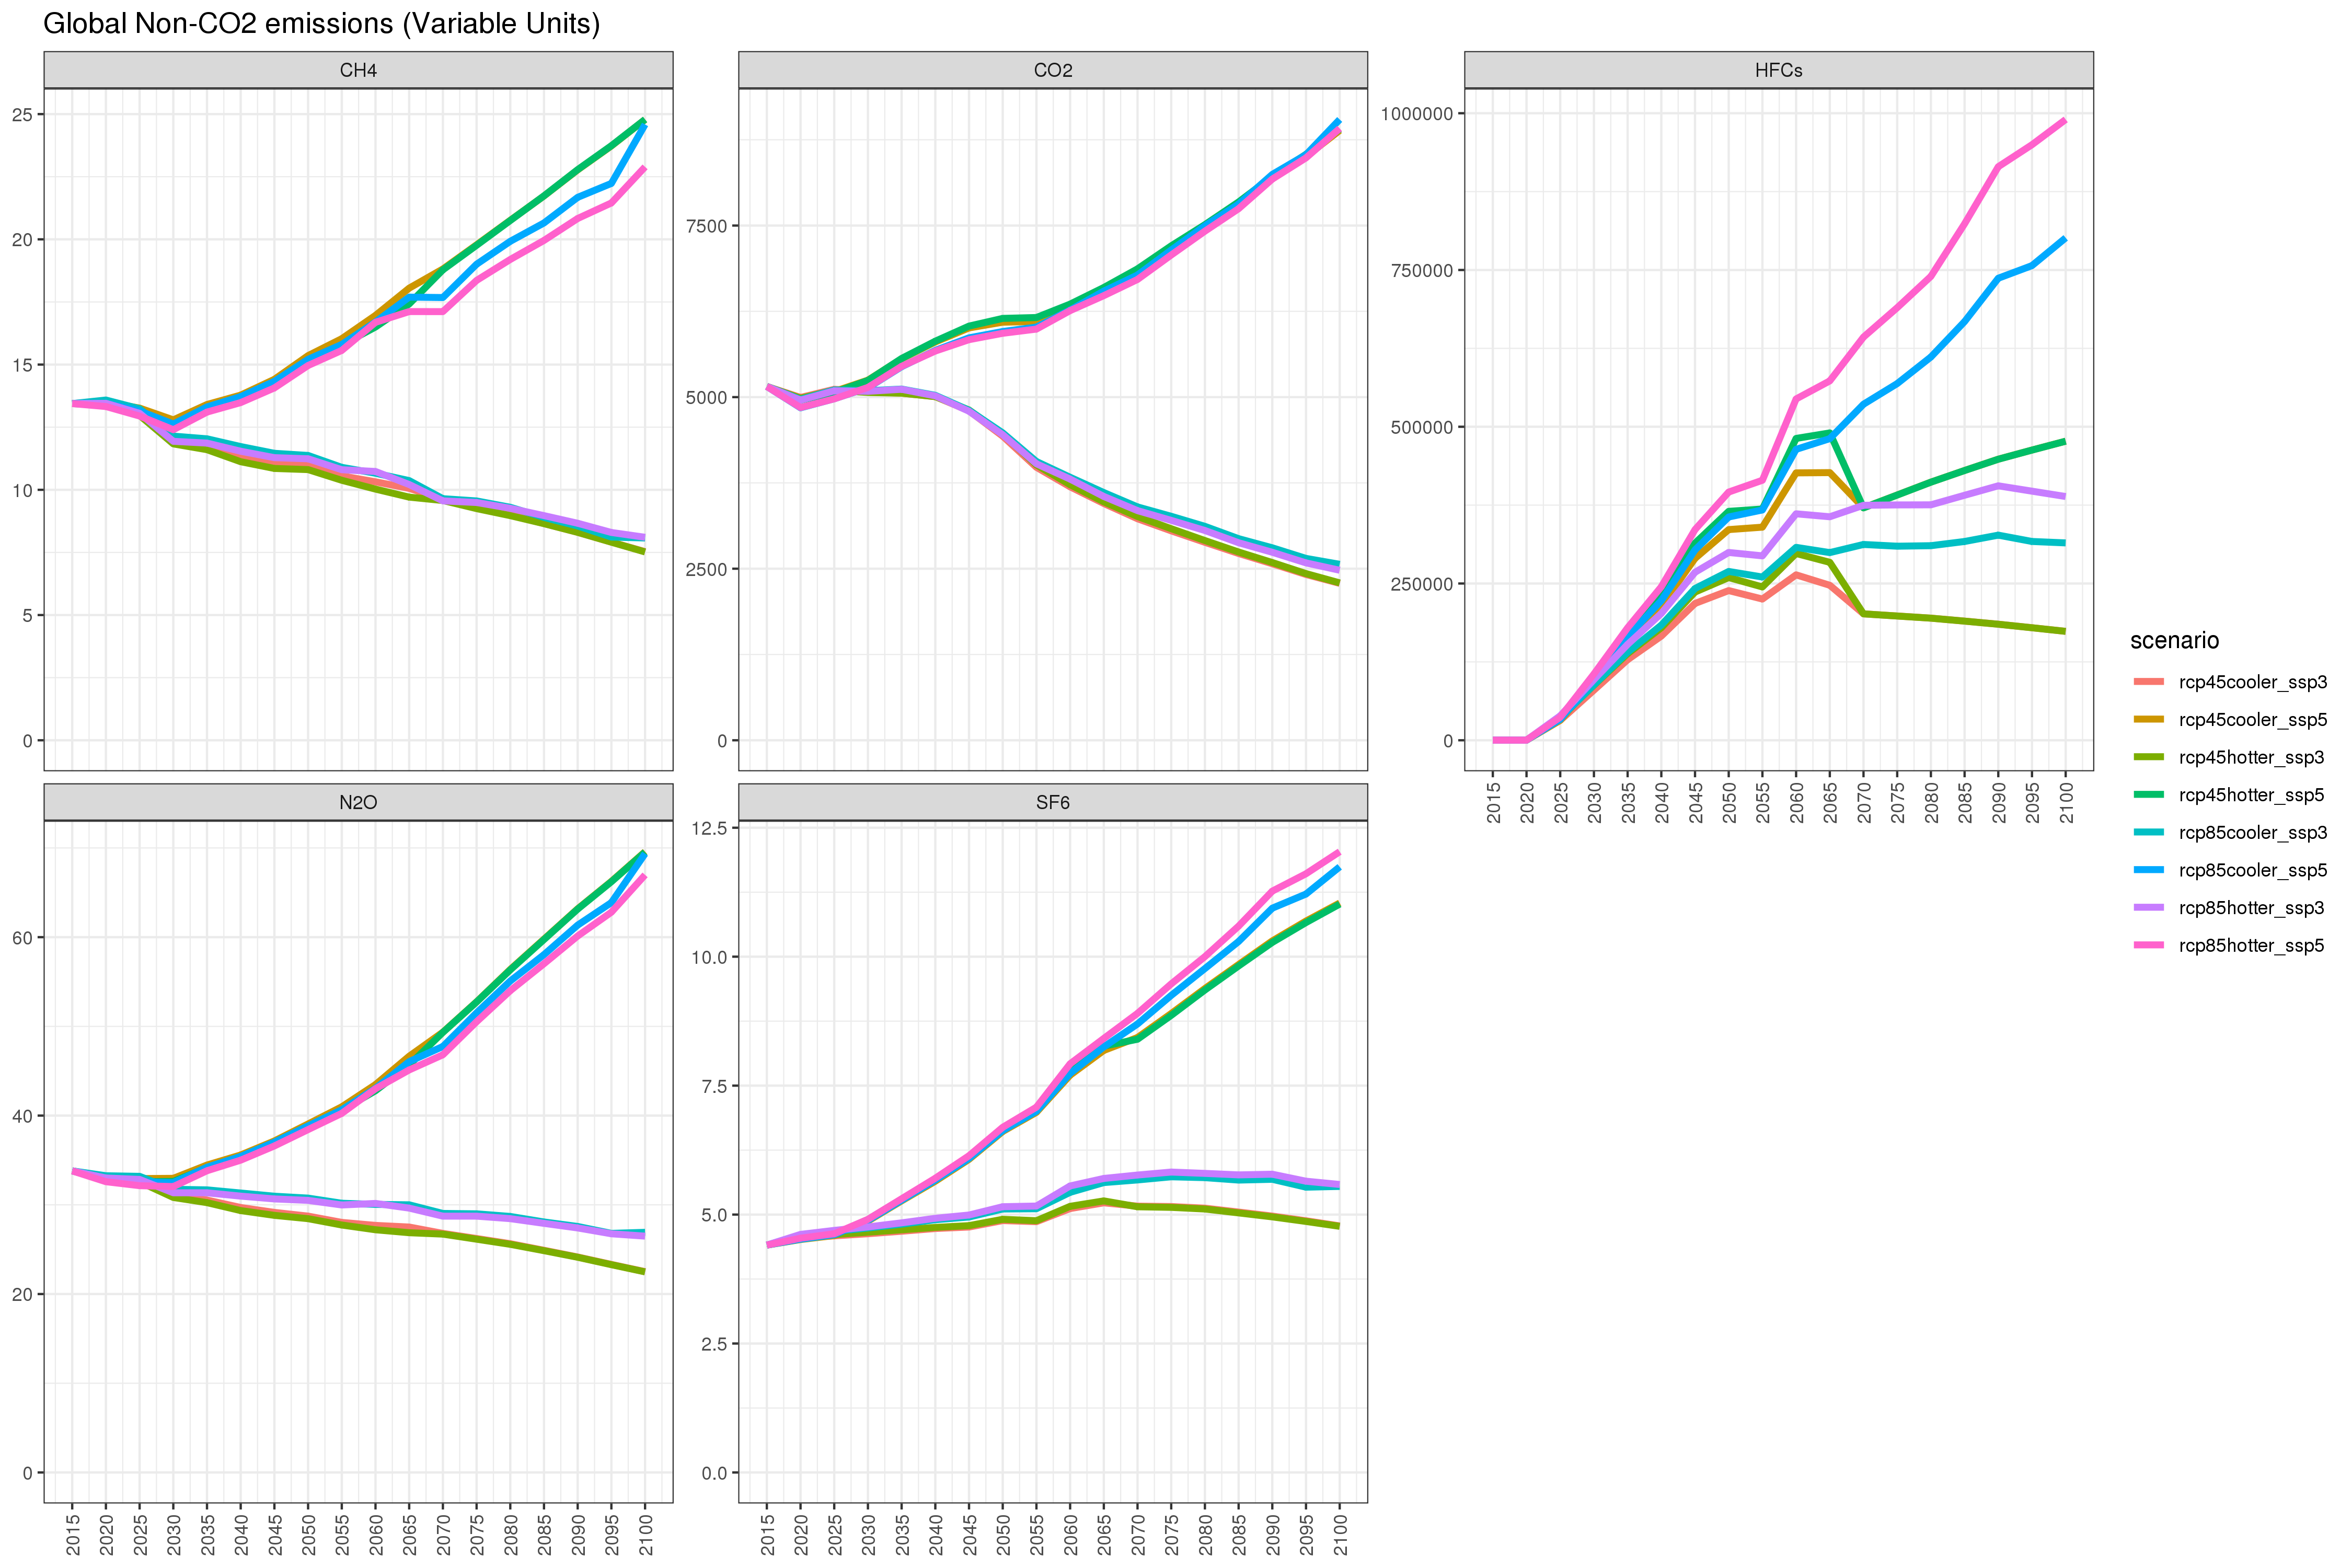 Global Non-CO2 emissions (Variable Units)
CH4
CO2
HFCs
25
20
15
10
5
0
7500
5000
2500
0
1000000
750000
500000
250000
0
2015 2020 2025 2030 2035 2040 2045 2050 2055 2060 2065 2070 2075 2080 2085 2090 2095 2100
N2O
SF6
60
40
20
0
12.5
10.0
7.5
5.0
2.5
0.0
2015 2020 2025 2030 2035 2040 2045 2050 2055 2060 2065 2070 2075 2080 2085 2090 2095 2100
2015 2020 2025 2030 2035 2040 2045 2050 2055 2060 2065 2070 2075 2080 2085 2090 2095 2100
scenario
rcp45cooler_ssp3
rcp45cooler_ssp5
rcp45hotter_ssp3
rcp45hotter_ssp5
rcp85cooler_ssp3
rcp85cooler_ssp5
rcp85hotter_ssp3
rcp85hotter_ssp5